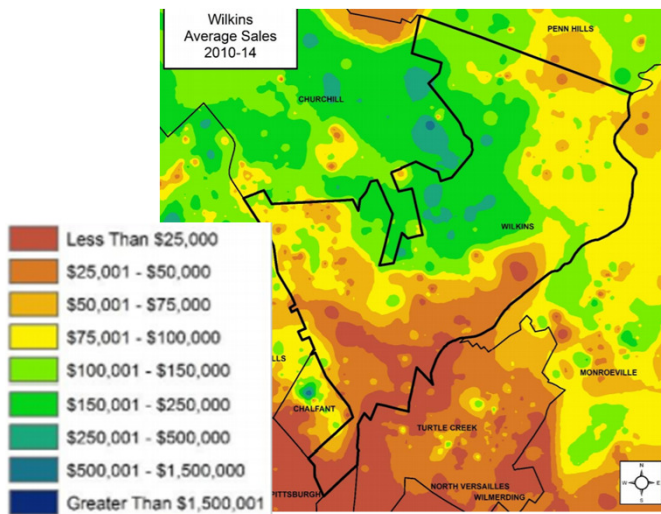 Wilkins
Average Sales
2010-14
PENN HILLS
CHURCHILL
WILKINS
Less Than $25,000
$25,001 - $50,000
$50,001 - $75,000
$75,001 - $100,000
$100,001 - $150,000
$150,001 - $250,000
$250,001 - $500,000
$500,001 - $1,500,000
Greater Than $1,500,001
LLS
MONROEVILLE
CHALFANT
TURTLE CREEK
PITTSBURGH
NORTH VERSAILLES
WILMERDING
N
W E
S